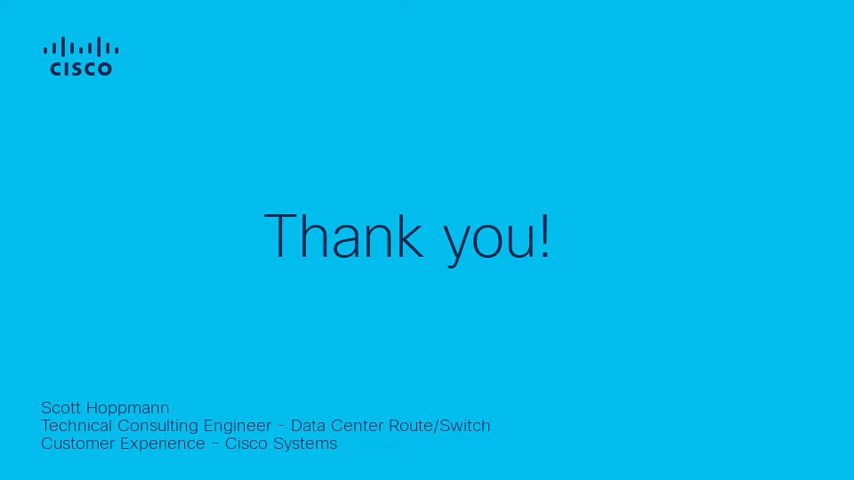 CISCO
Thank you!
Scott Hoppmann
Technical Consulting Engineer – Data Center Route/Switch
Customer Experience – Cisco Systems